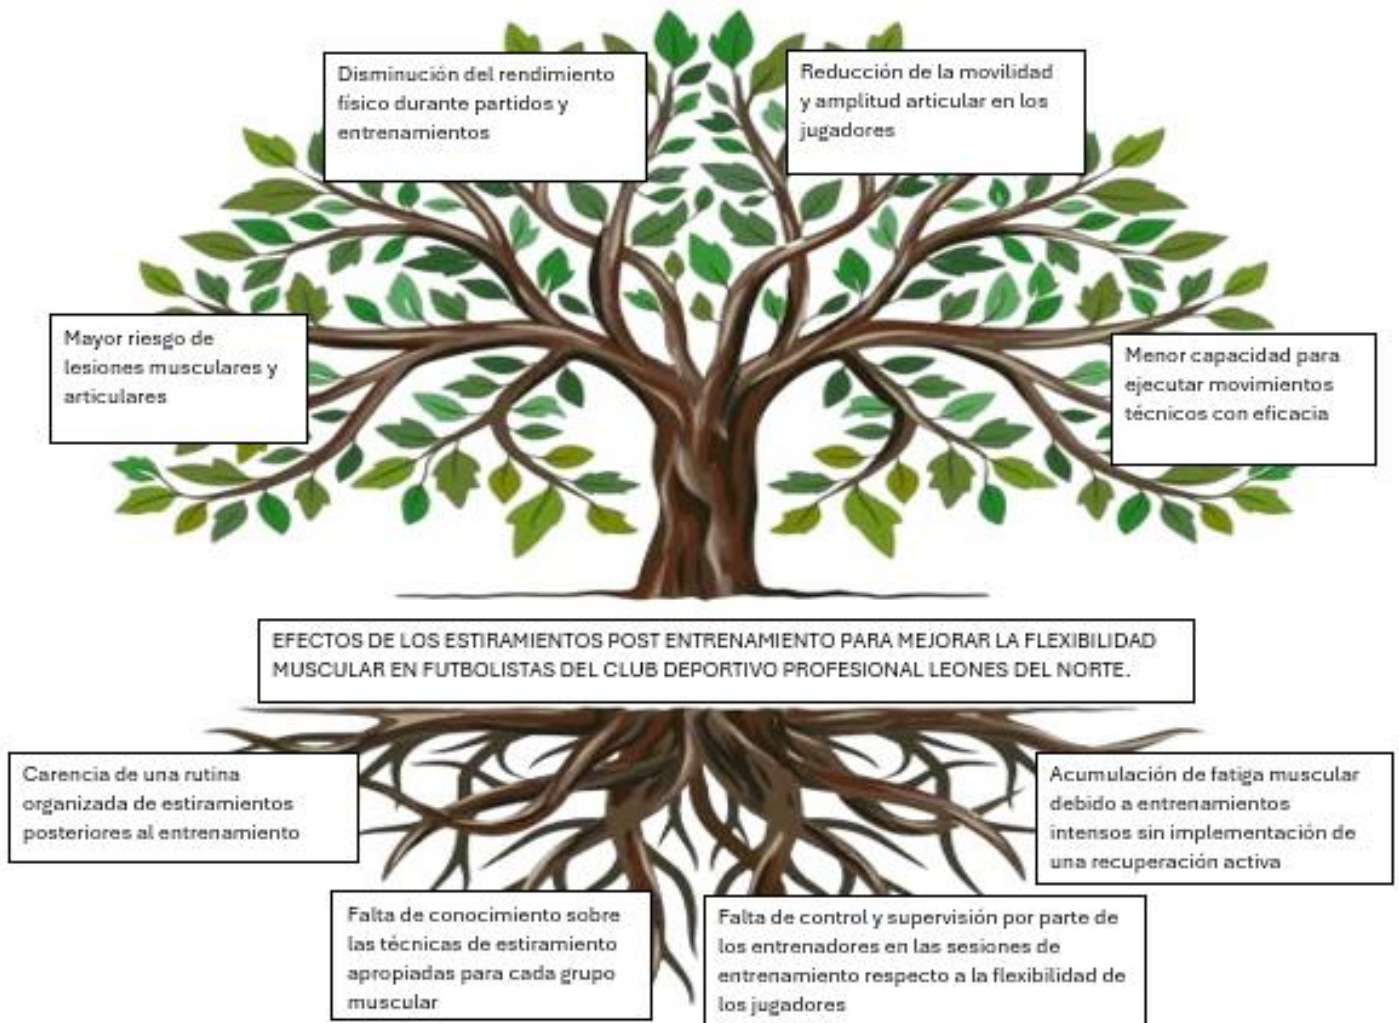 Disminución del rendimiento
físico durante partidos y
entrenamientos
Reducción de la movilidad
y amplitud articular en los
jugadores
Mayor riesgo de
lesiones musculares y
articulares
Menor capacidad para
ejecutar movimientos
técnicos con eficacia
EFECTOS DE LOS ESTIRAMIENTOS POST ENTRENAMIENTO PARA MEJORAR LA FLEXIBILIDAD
MUSCULAR EN FUTBOLISTAS DEL CLUB DEPORTIVO PROFESIONAL LEONES DEL NORTE.
Carencia de una rutina
organizada de estiramientos
posteriores al entrenamiento
Acumulación de fatiga muscular
debido a entrenamientos
intensos sin implementación de
una recuperación activa
Falta de conocimiento sobre
las técnicas de estiramiento
apropiadas para cada grupo
muscular
Falta de control y supervisión por parte de
los entrenadores en las sesiones de
entrenamiento respecto a la flexibilidad de
los jugadores